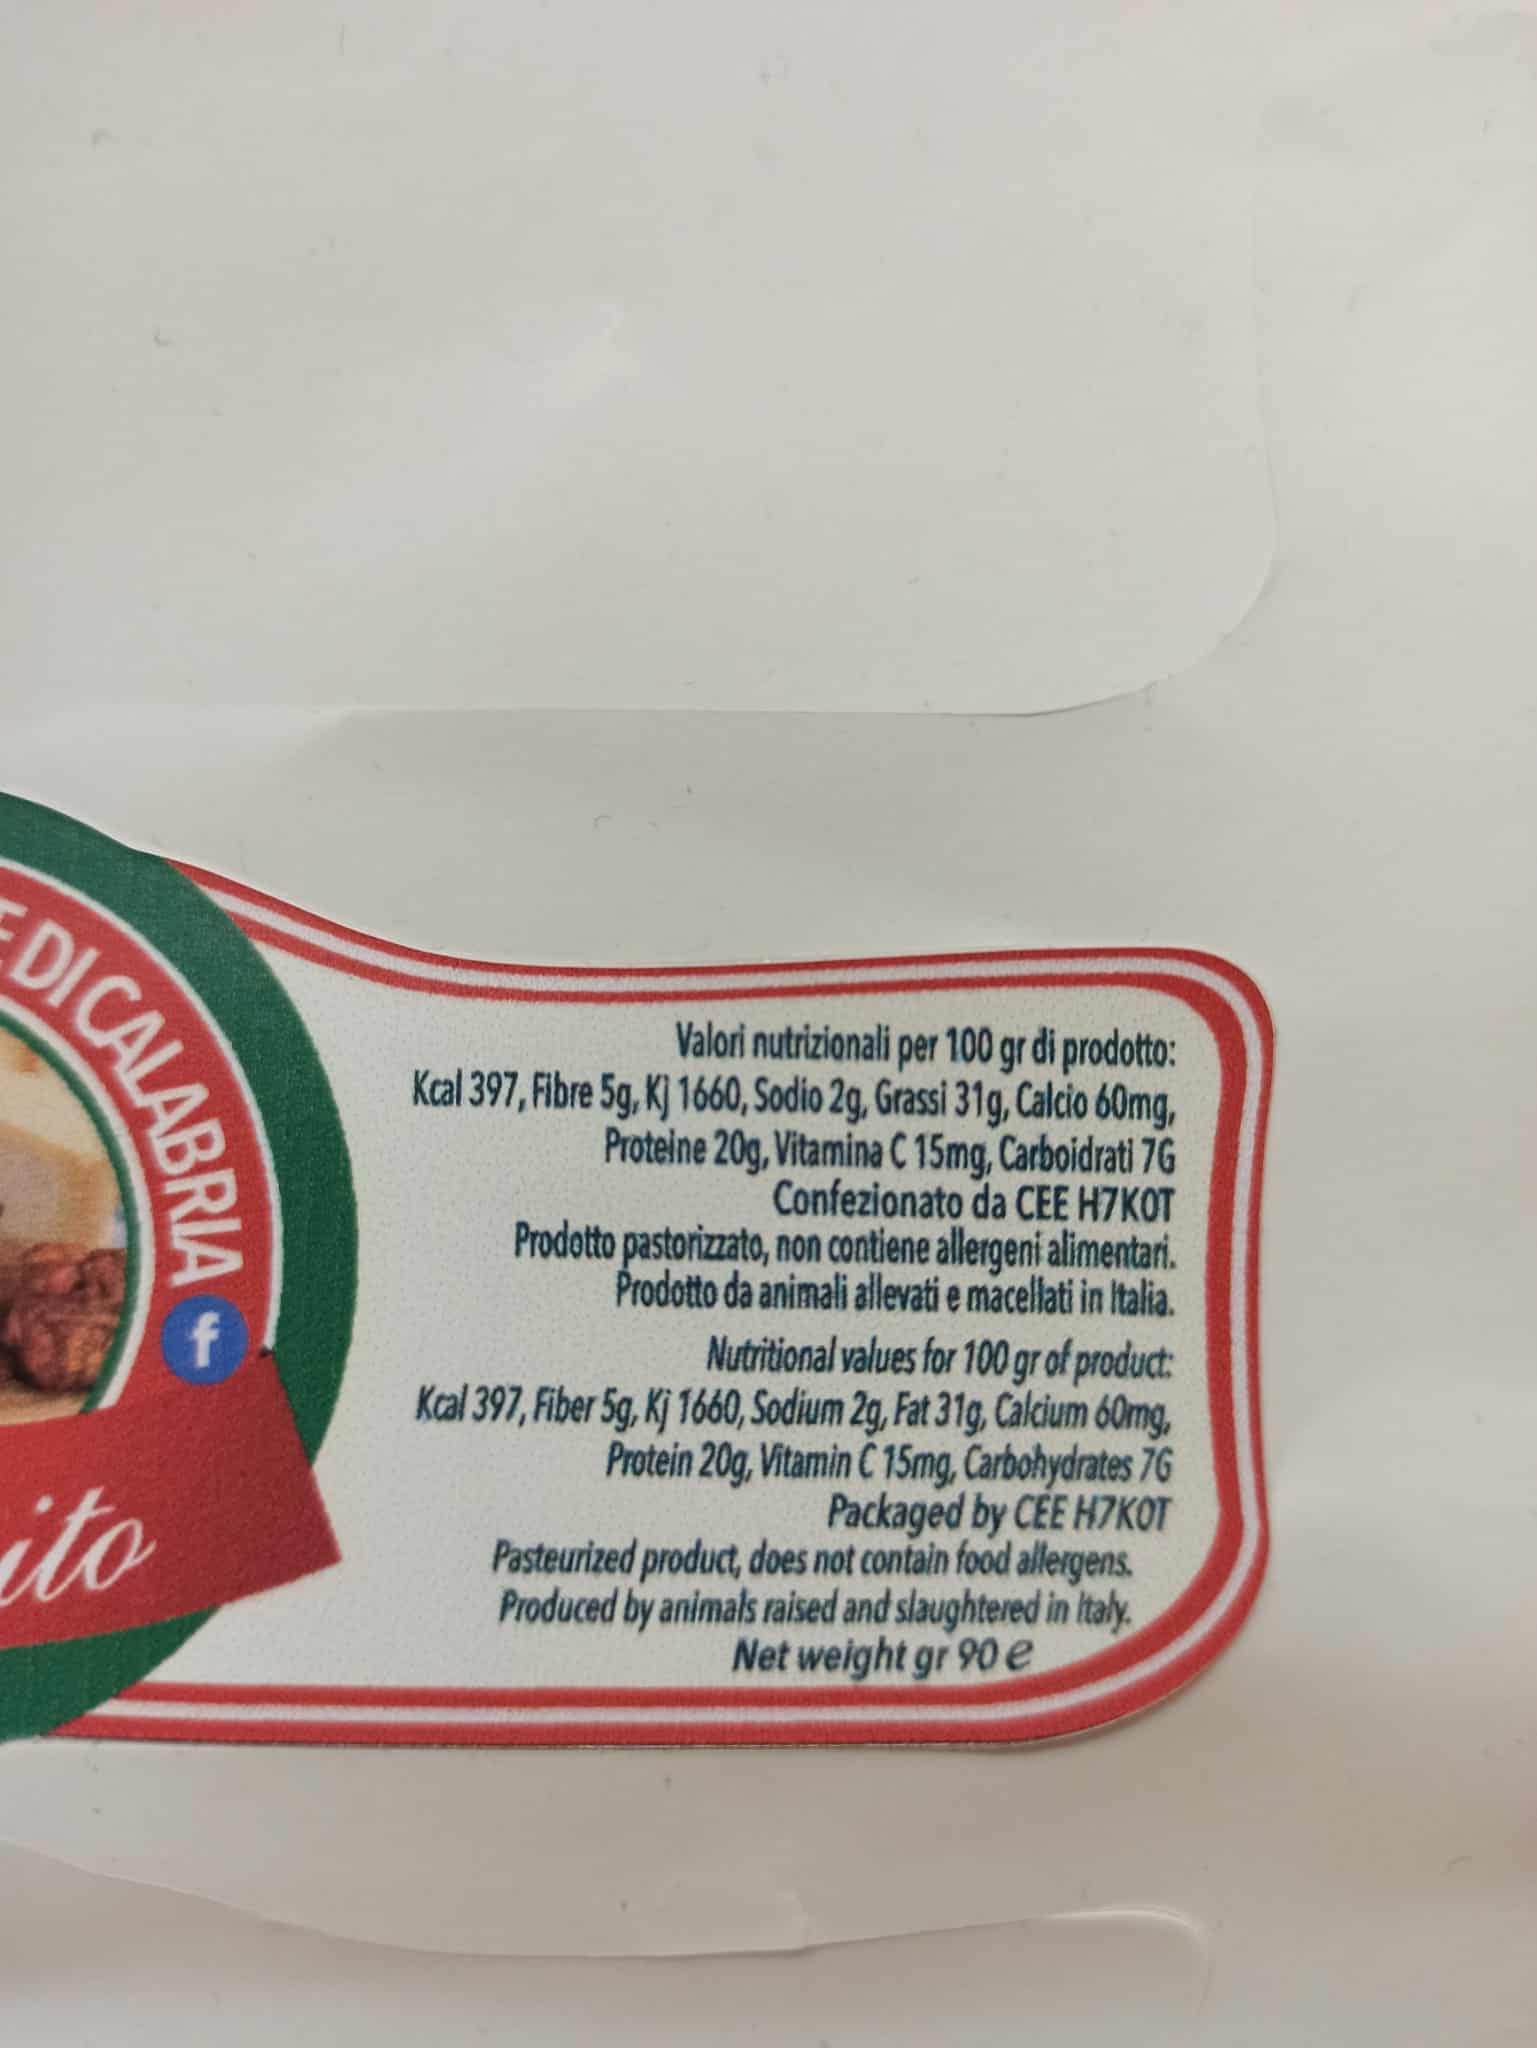 E DI CALABRIA
f
ito
Valori nutrizionali per 100 gr di prodotto:
Kcal 397, Fibre 5g, Kj 1660, Sodio 2g, Grassi 31g, Calcio 60mg,
Proteine 20g, Vitamina C 15mg, Carboidrati 7G
Confezionato da CEE H7K0T
Prodotto pastorizzato, non contiene allergeni alimentari.
Prodotto da animali allevati e macellati in Italia.
Nutritional values for 100 gr of product:
Kcal 397, Fiber 5g, Kj 1660, Sodium 2g, Fat 31g, Calcium 60mg,
Protein 20g, Vitamin C 15mg, Carbohydrates 7G
Packaged by CEE H7K0T
Pasteurized product, does not contain food allergens.
Produced by animals raised and slaughtered in Italy.
Net weight gr 90 e